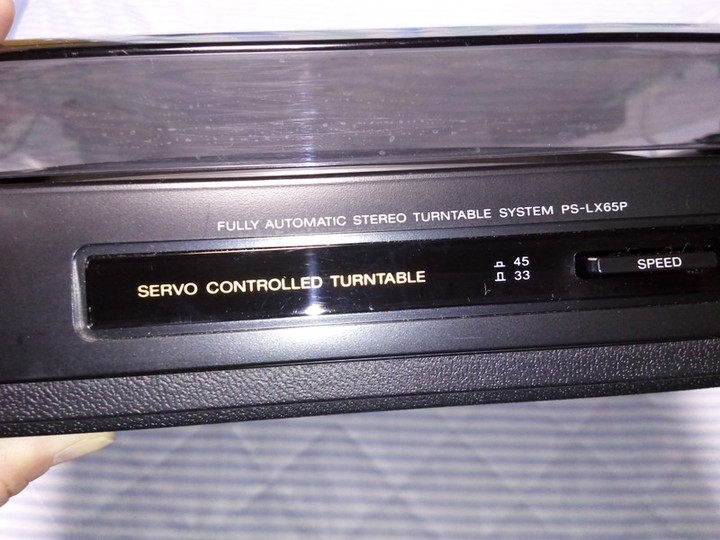 FULLY AUTOMATIC STEREO TURNTABLE SYSTEM PS-LX65P
SERVO CONTROLLED TURNTABLE
45
33
SPEED